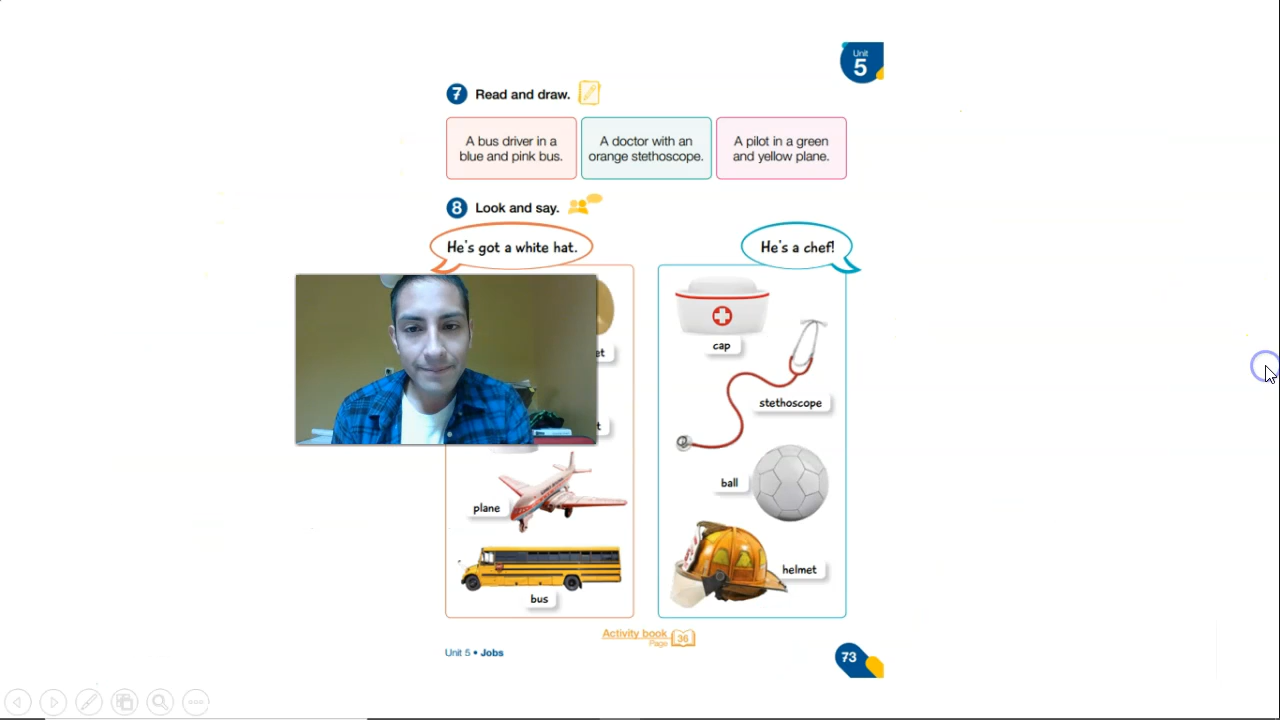 Unit
5
7 Read and draw.
A bus driver in a
blue and pink bus.
A doctor with an
orange stethoscope.
A pilot in a green
and yellow plane.
8 Look and say.
He's got a white hat.
He's a chef!
et
t
plane
bus
cap
stethoscope
ball
helmet
Activity book
Page 36
Unit 5 • Jobs
73